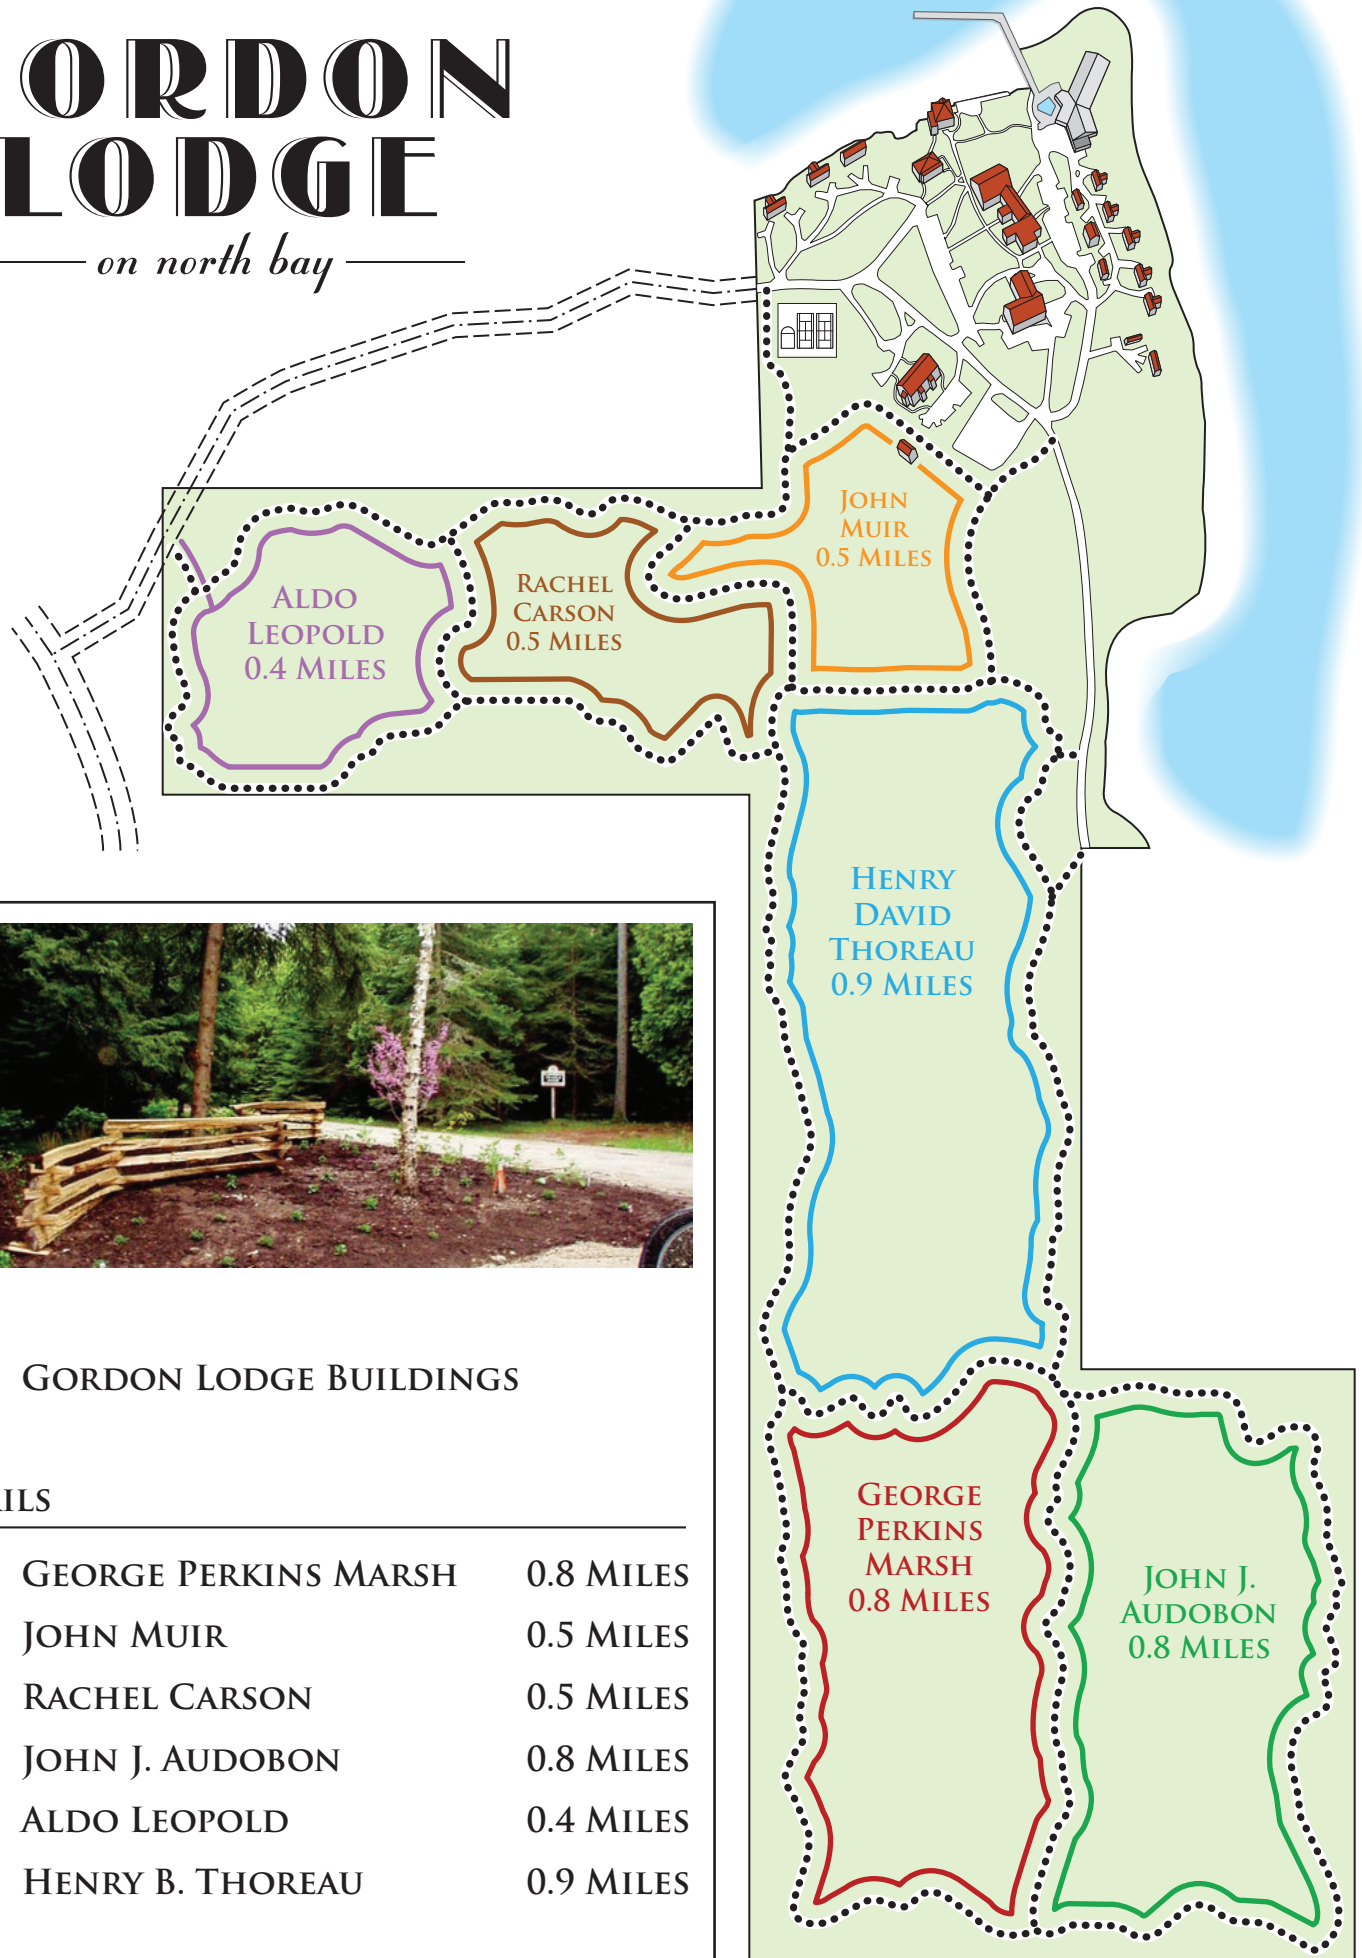 ORDON
LODGE
on north bay
JOHN
MUIR
0.5 MILES
ALDO
LEOPOLD
0.4 MILES
RACHEL
CARSON
0.5 MILES
HENRY
DAVID
THOREAU
0.9 MILES
GEORGE
PERKINS
MARSH
0.8 MILES
JOHN J.
AUDOBON
0.8 MILES
GORDON LODGE BUILDINGS
ILS
GEORGE PERKINS MARSH 0.8 MILES
JOHN MUIR 0.5 MILES
RACHEL CARSON 0.5 MILES
JOHN J. AUDOBON 0.8 MILES
ALDO LEOPOLD 0.4 MILES
HENRY B. THOREAU 0.9 MILES